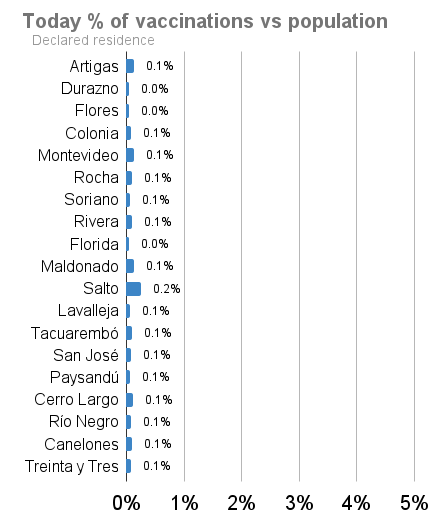 Today % of vaccinations vs population
Declared residence
Artigas 0.1%
Durazno 0.0%
Flores 0.0%
Colonia 0.1%
Montevideo 0.1%
Rocha 0.1%
Soriano 0.1%
Rivera 0.1%
Florida 0.0%
Maldonado 0.1%
Salto 0.2%
Lavalleja 0.1%
Tacuarembó 0.1%
San José 0.1%
Paysandú 0.1%
Cerro Largo 0.1%
Río Negro 0.1%
Canelones 0.1%
Treinta y Tres 0.1%
0% 1% 2% 3% 4% 5%